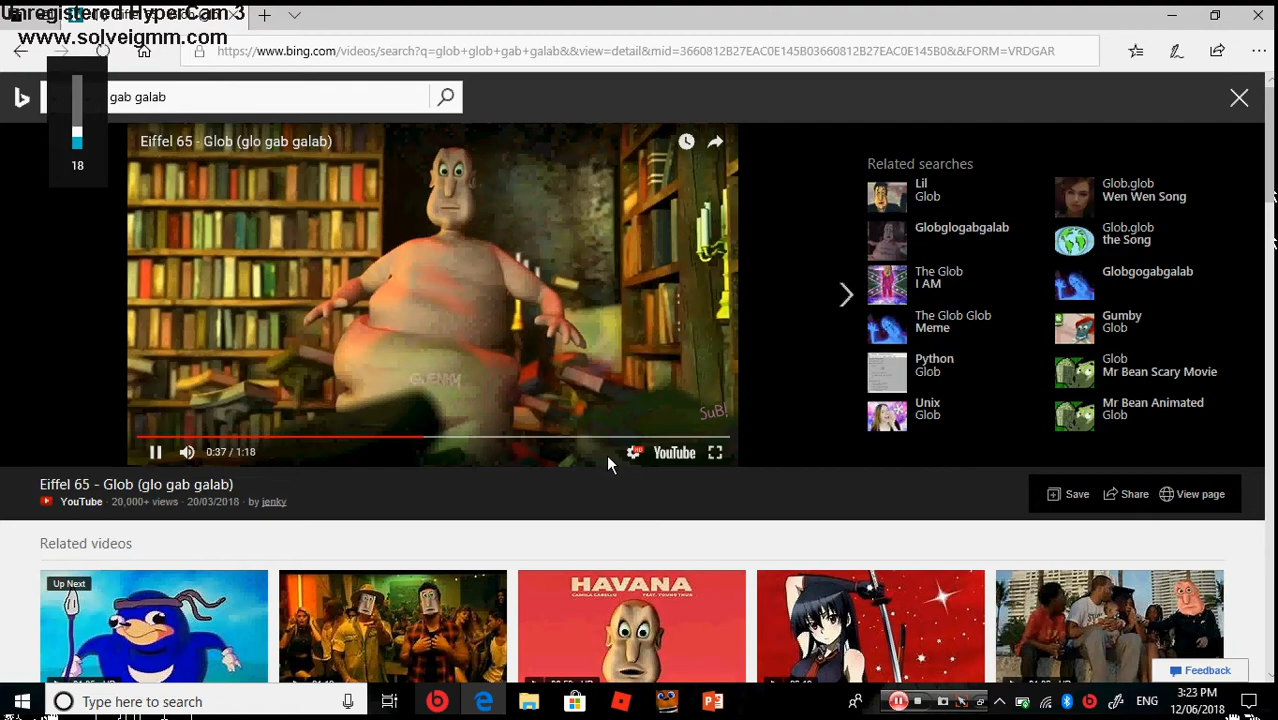 Unregistered HyperCam 3
www.solveigmm.com
https://www.bing.com/videos/search?q=glob+glob+gab+galab&&view=detail&mid=3660812B27EAC0E145B03660812B27EAC0E145B0&&FORM=VRDGAR
gab galab
18
Eiffel 65 - Glob (glo gab galab)
SuB!
0:37 / 1:18
YouTube
Related searches
Lil
Glob
Glob.glob
Wen Wen Song
Globglogabgalab
Glob.glob
the Song
The Glob
I AM
Globgogabgalab
The Glob Glob
Meme
Gumby
Glob
Python
Glob
Glob
Mr Bean Scary Movie
Unix
Glob
Mr Bean Animated
Glob
Eiffel 65 - Glob (glo gab galab)
YouTube · 20,000+ views · 20/03/2018 · by jenky
Save
Share
View page
Related videos
Up Next
HAVANA
CAMILA CABELLO FEAT. YOUNG THUG
Feedback
Type here to search
ENG
3:23 PM
12/06/2018